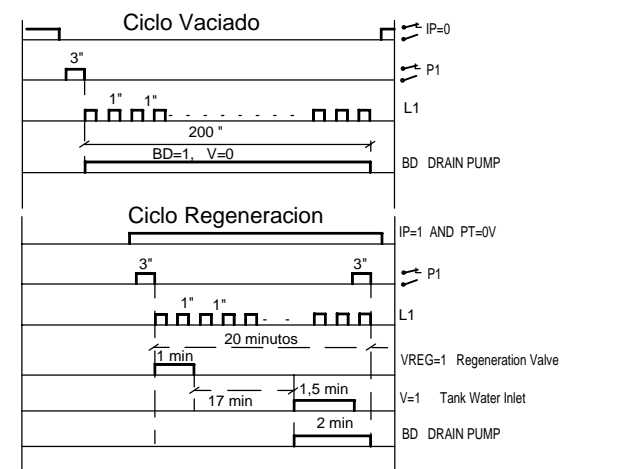 Ciclo Vaciado
IP=0
3"
P1
1" 1"
L1
200 "
BD=1, V=0
BD DRAIN PUMP
Ciclo Regeneracion
IP=1 AND PT=0V
3" 3"
P1
1" 1"
L1
20 minutos
1 min
VREG=1 Regeneration Valve
17 min
1,5 min
V=1 Tank Water Inlet
2 min
BD DRAIN PUMP